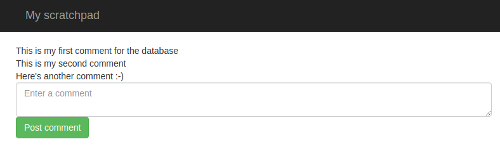 My scratchpad
This is my first comment for the database
This is my second comment
Here's another comment :-)
Enter a comment
Post comment